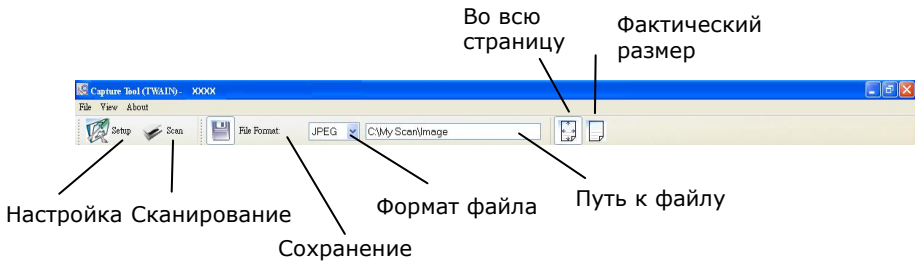 Во всю
страницу
Фактический
размер
Capture Tool (TWAIN) - XXXX
File View About
Setup Scan File Format: JPEG C:\My Scan\Image
Настройка Сканирование Формат файла Путь к файлу
Сохранение